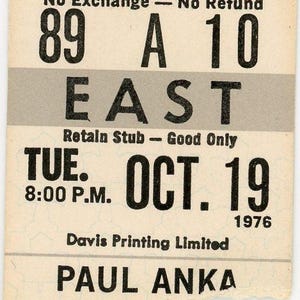 No Exchange — No Refund
89 A 10
EAST
Retain Stub — Good Only
TUE. OCT. 19
8:00 P.M.
1976
Davis Printing Limited
PAUL ANKA